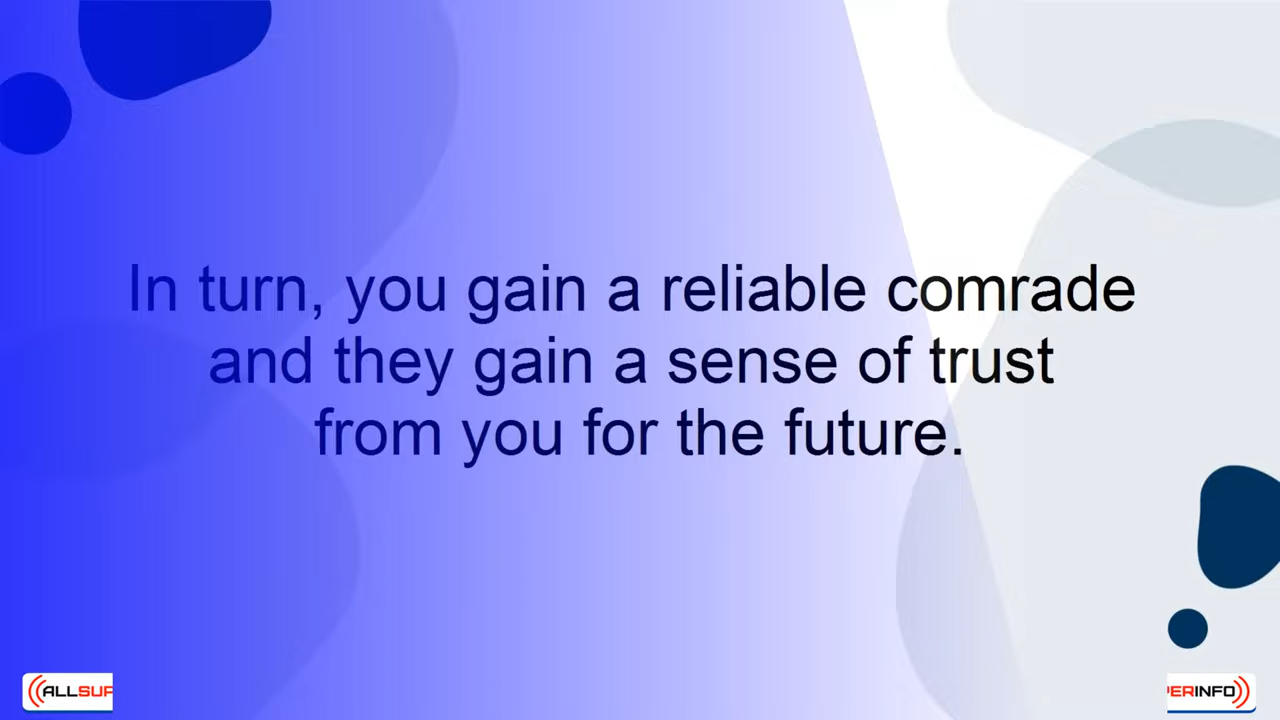 In turn, you gain a reliable comrade
and they gain a sense of trust
from you for the future.
ALLSUP
PERINFO